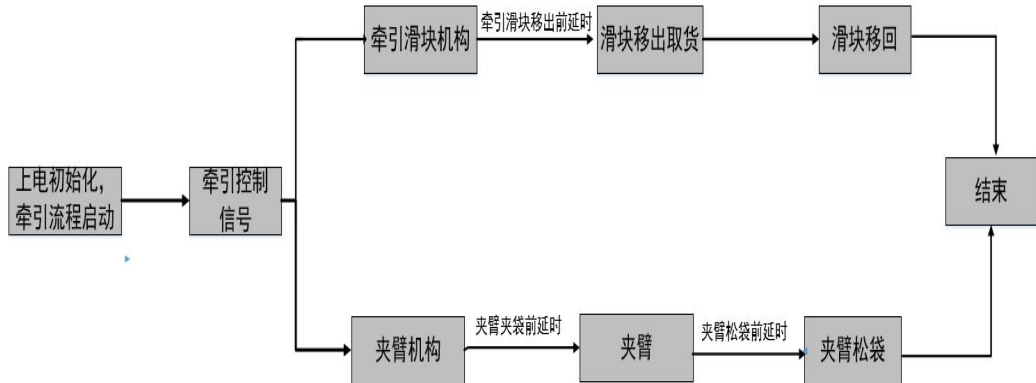 牵引滑块机构
牵引滑块移出前延时
滑块移出取货
滑块移回
上电初始化，
牵引流程启动
牵引控制
信号
结束
夹臂机构
夹臂夹袋前延时
夹臂
夹臂松袋前延时
夹臂松袋